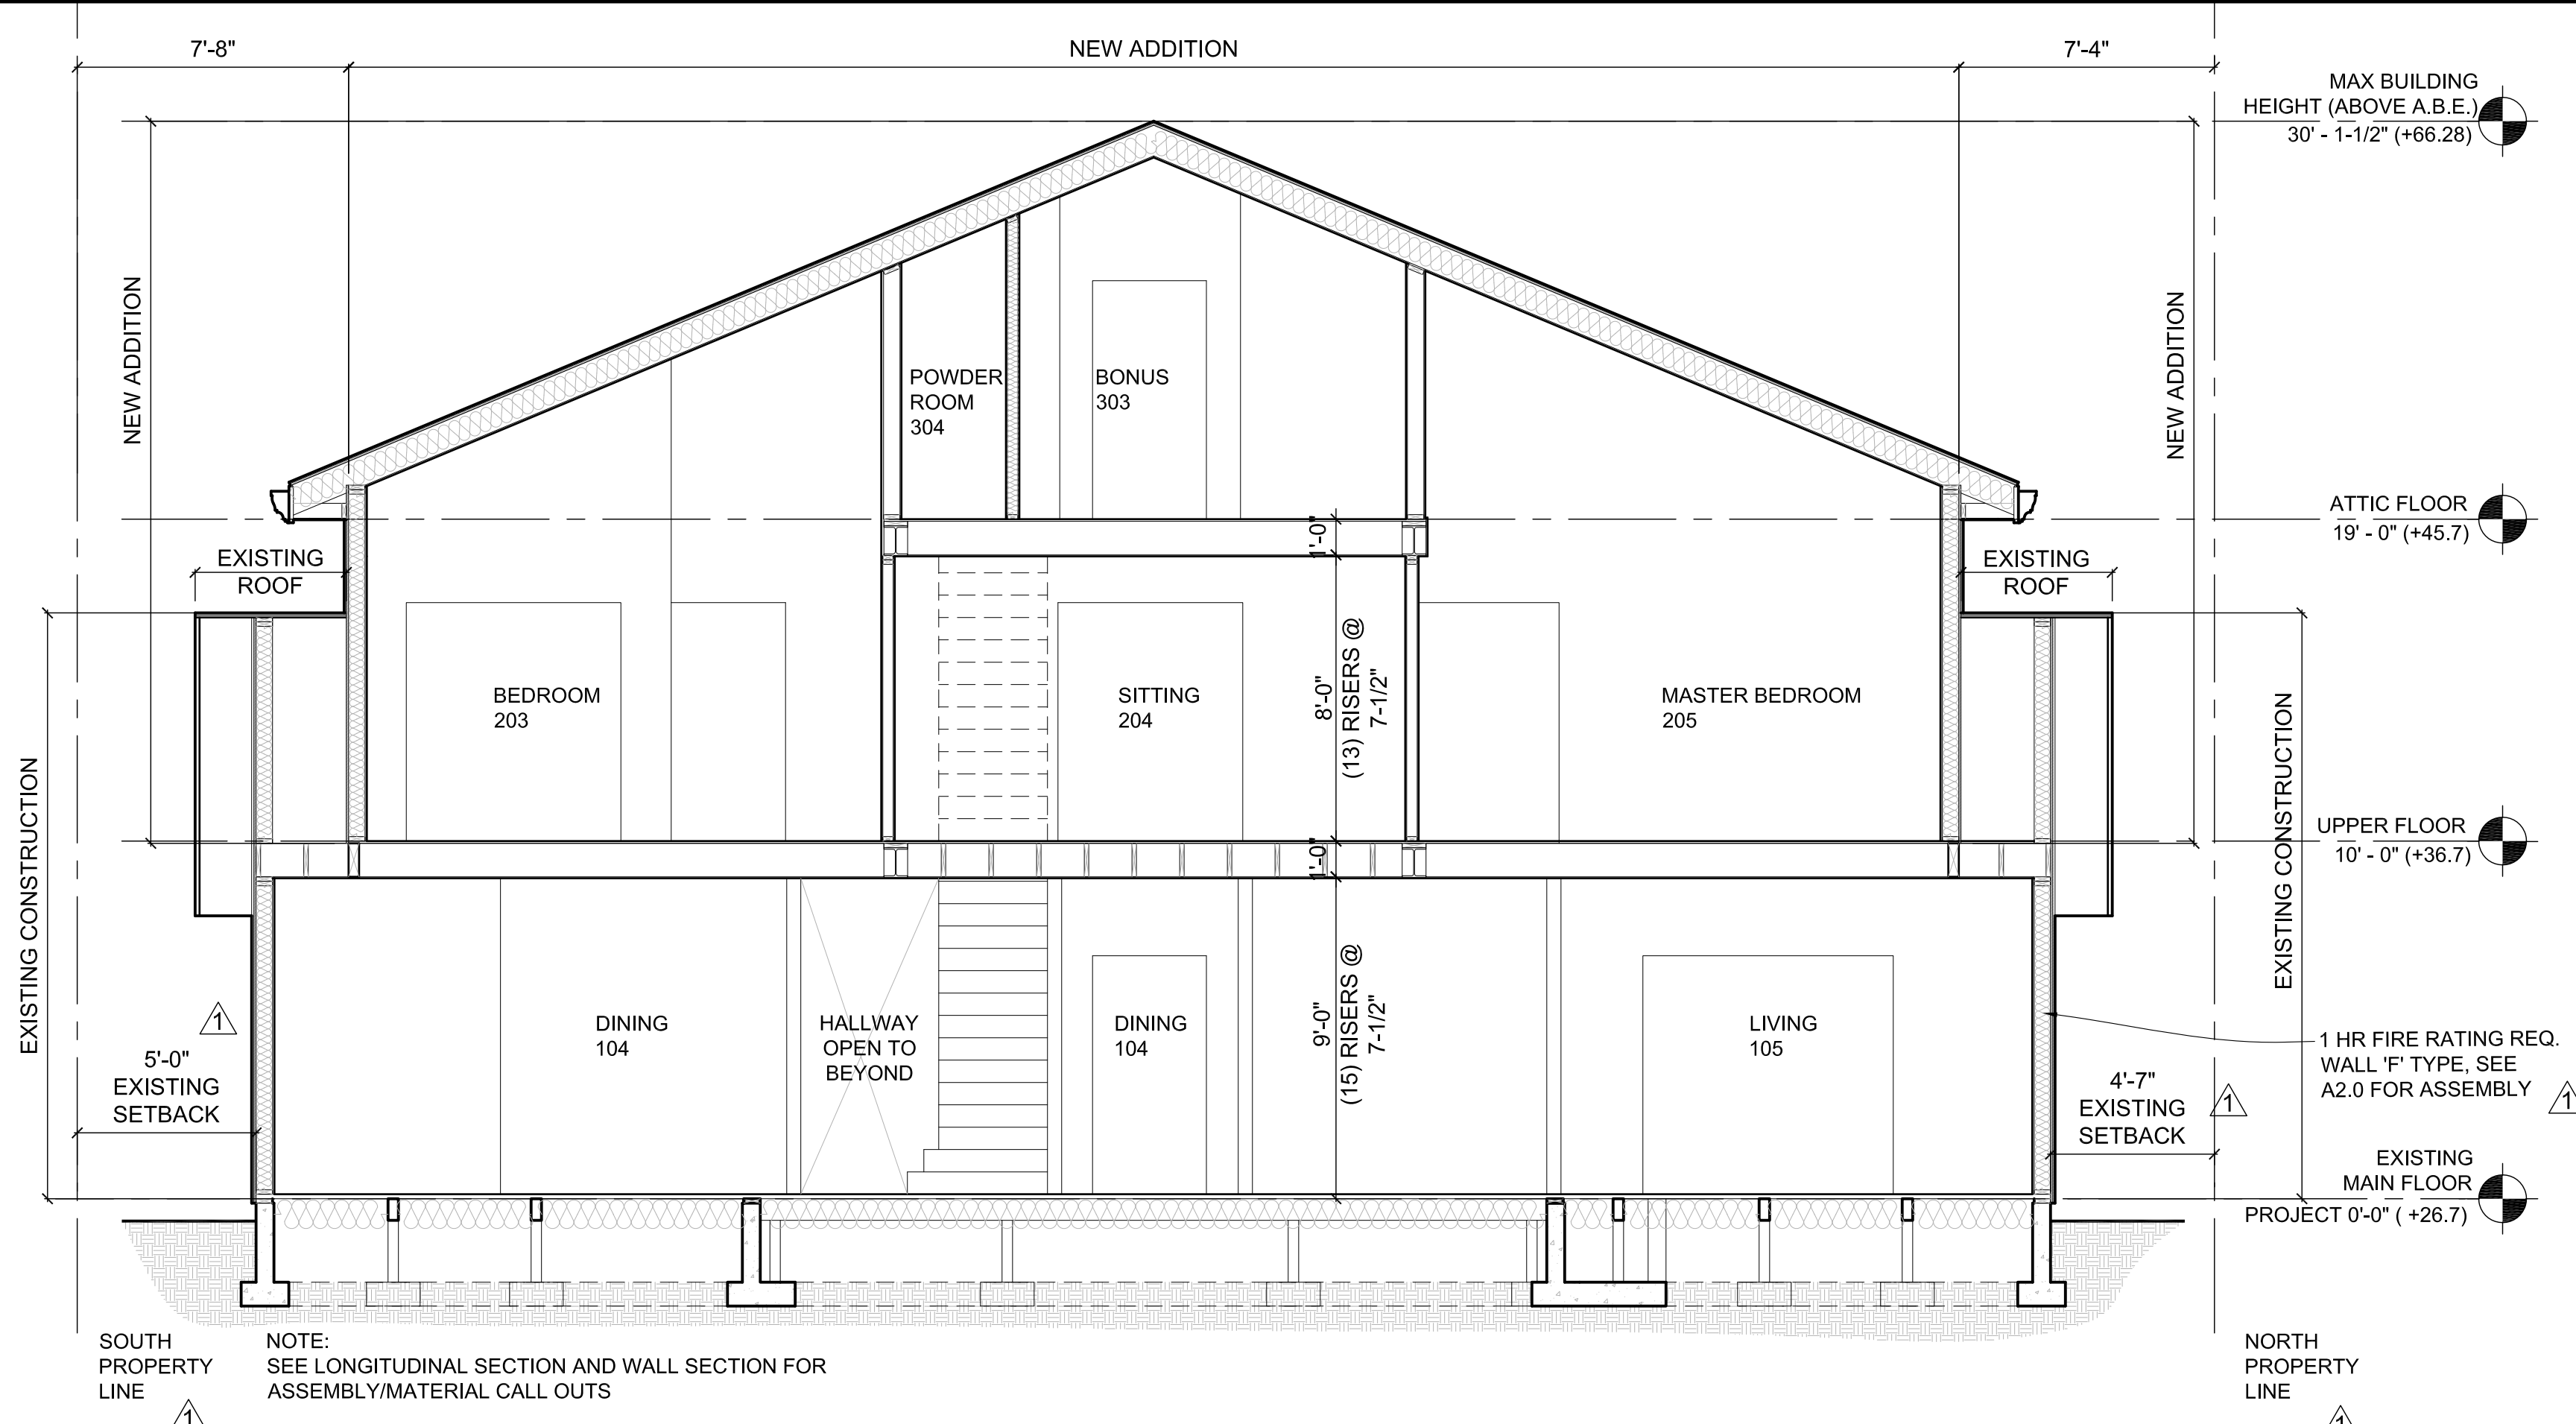 7'-8"
NEW ADDITION
7'-4"
MAX BUILDING
HEIGHT (ABOVE A.B.E.)
30' - 1-1/2" (+66.28)
NEW ADDITION
NEW ADDITION
POWDER
ROOM
304
BONUS
303
ATTIC FLOOR
19' - 0" (+45.7)
1'-0"
EXISTING
ROOF
EXISTING
ROOF
BEDROOM
203
SITTING
204
8'-0"
(13) RISERS @
7-1/2"
MASTER BEDROOM
205
UPPER FLOOR
10' - 0" (+36.7)
1'-0"
EXISTING CONSTRUCTION
EXISTING CONSTRUCTION
1
5'-0"
EXISTING
SETBACK
DINING
104
HALLWAY
OPEN TO
BEYOND
DINING
104
9'-0"
(15) RISERS @
7-1/2"
LIVING
105
1 HR FIRE RATING REQ.
WALL 'F' TYPE, SEE
A2.0 FOR ASSEMBLY
1
4'-7"
EXISTING
SETBACK
1
EXISTING
MAIN FLOOR
PROJECT 0'-0" ( +26.7)
SOUTH
PROPERTY
LINE
1
NOTE:
SEE LONGITUDINAL SECTION AND WALL SECTION FOR
ASSEMBLY/MATERIAL CALL OUTS
NORTH
PROPERTY
LINE
1